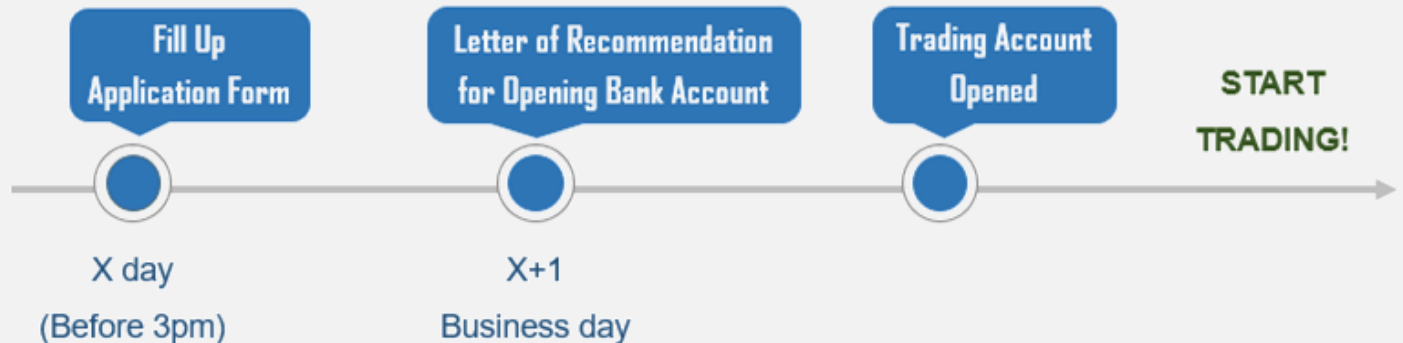 Fill Up
Application Form
Letter of Recommendation
for Opening Bank Account
Trading Account
Opened
START
TRADING!
X day
(Before 3pm)
X+1
Business day